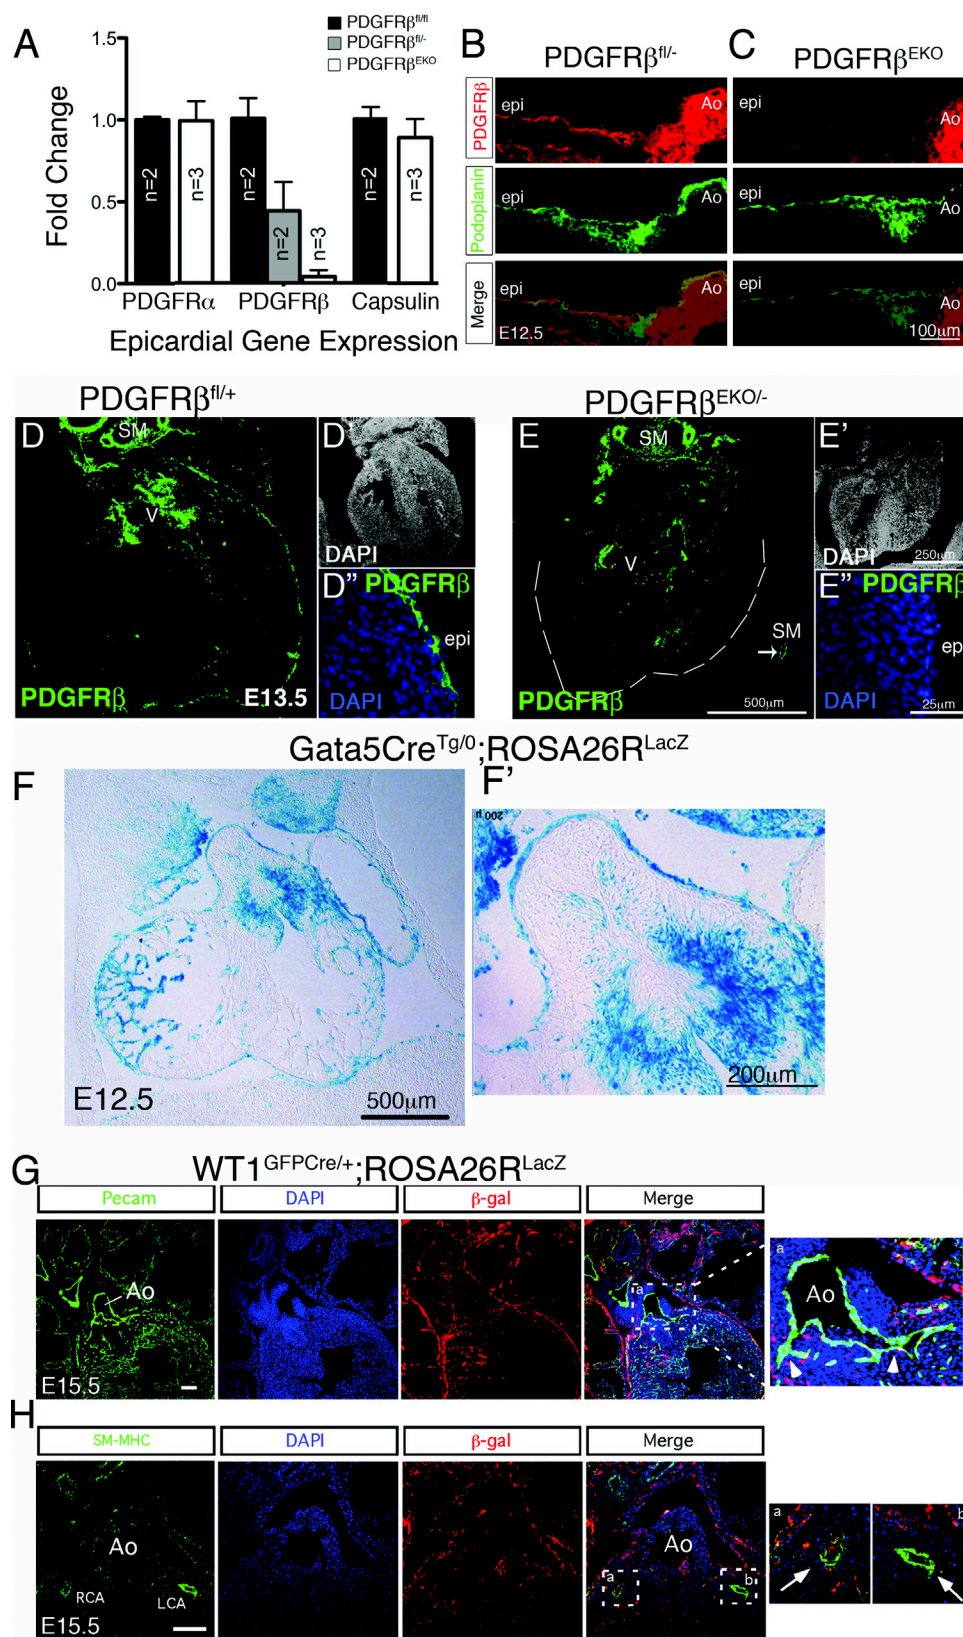 A
PDGFRβfl/fl
PDGFRβfl/-
PDGFRβEKO
Fold Change
1.5
1.0
0.5
0.0
n=2
n=3
n=2
n=2
n=3
n=2
n=3
PDGFRα
PDGFRβ
Capsulin
Epicardial Gene Expression
B
PDGFRβfl/-
C
PDGFRβEKO
PDGFRβ
epi
Ao
epi
Ao
Podoplanin
epi
Ao
epi
Ao
Merge
epi
Ao
E12.5
epi
Ao
100µm
PDGFRβfl/+
PDGFRβEKO/-
D
SM
V
PDGFRβ
E13.5
D'
DAPI
D"
PDGFRβ
epi
DAPI
E
SM
V
SM
PDGFRβ
500µm
E'
DAPI
250µm
E"
PDGFRβ
ep
DAPI
25µm
Gata5CreTg/0;ROSA26RLacZ
F
E12.5
500µm
F'
200 µ
200µm
G
WT1GFPCre/+;ROSA26RLacZ
Pecam
DAPI
β-gal
Merge
Ao
E15.5
a
a
Ao
H
SM-MHC
DAPI
β-gal
Merge
Ao
RCA
LCA
E15.5
Ao
a
b
a
b